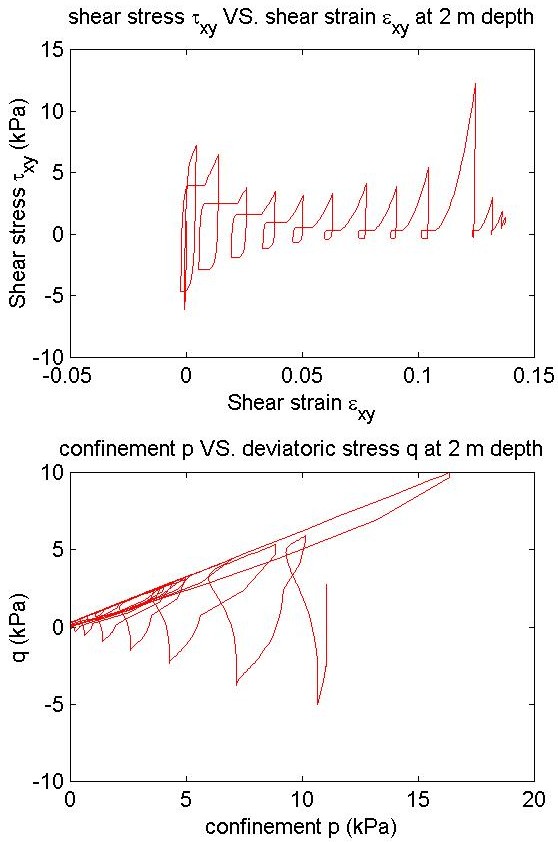 shear stress τxy VS. shear strain εxy at 2 m depth
15
10
5
0
-5
-10
Shear stress τxy (kPa)
-0.05 0 0.05 0.1 0.15
Shear strain εxy
confinement p VS. deviatoric stress q at 2 m depth
10
5
0
-5
-10
q (kPa)
0 5 10 15 20
confinement p (kPa)